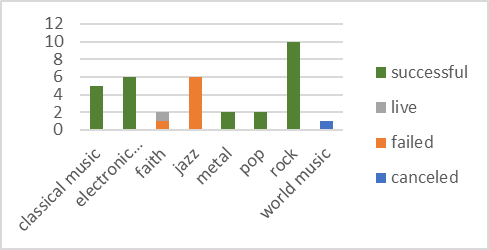 12
10
8
6
4
2
0
classical music
electronic...
faith
jazz
metal
pop
rock
world music
successful
live
failed
canceled